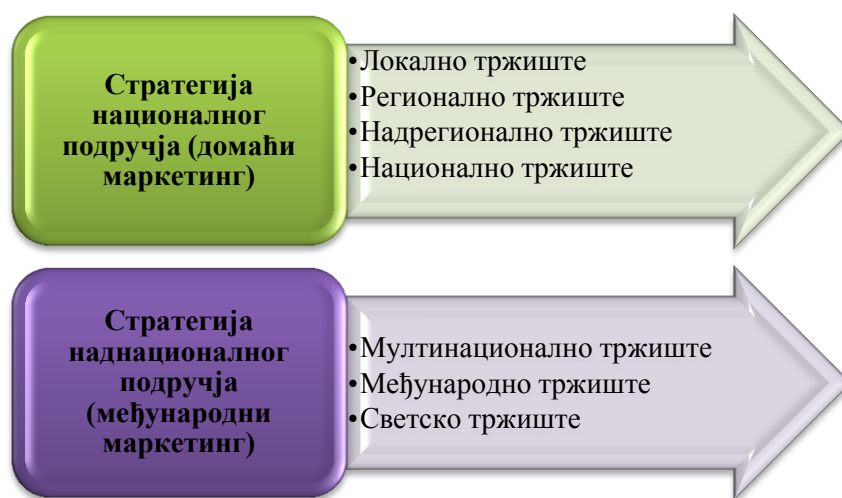 Стратегија
националног
подручја (домаћи
маркетинг)
•Локално тржиште
•Регионално тржиште
•Надрегионално тржиште
•Национално тржиште
Стратегија
наднационалног
подручја
(међународни
маркетинг)
•Мултинационално тржиште
•Међународно тржиште
•Светско тржиште